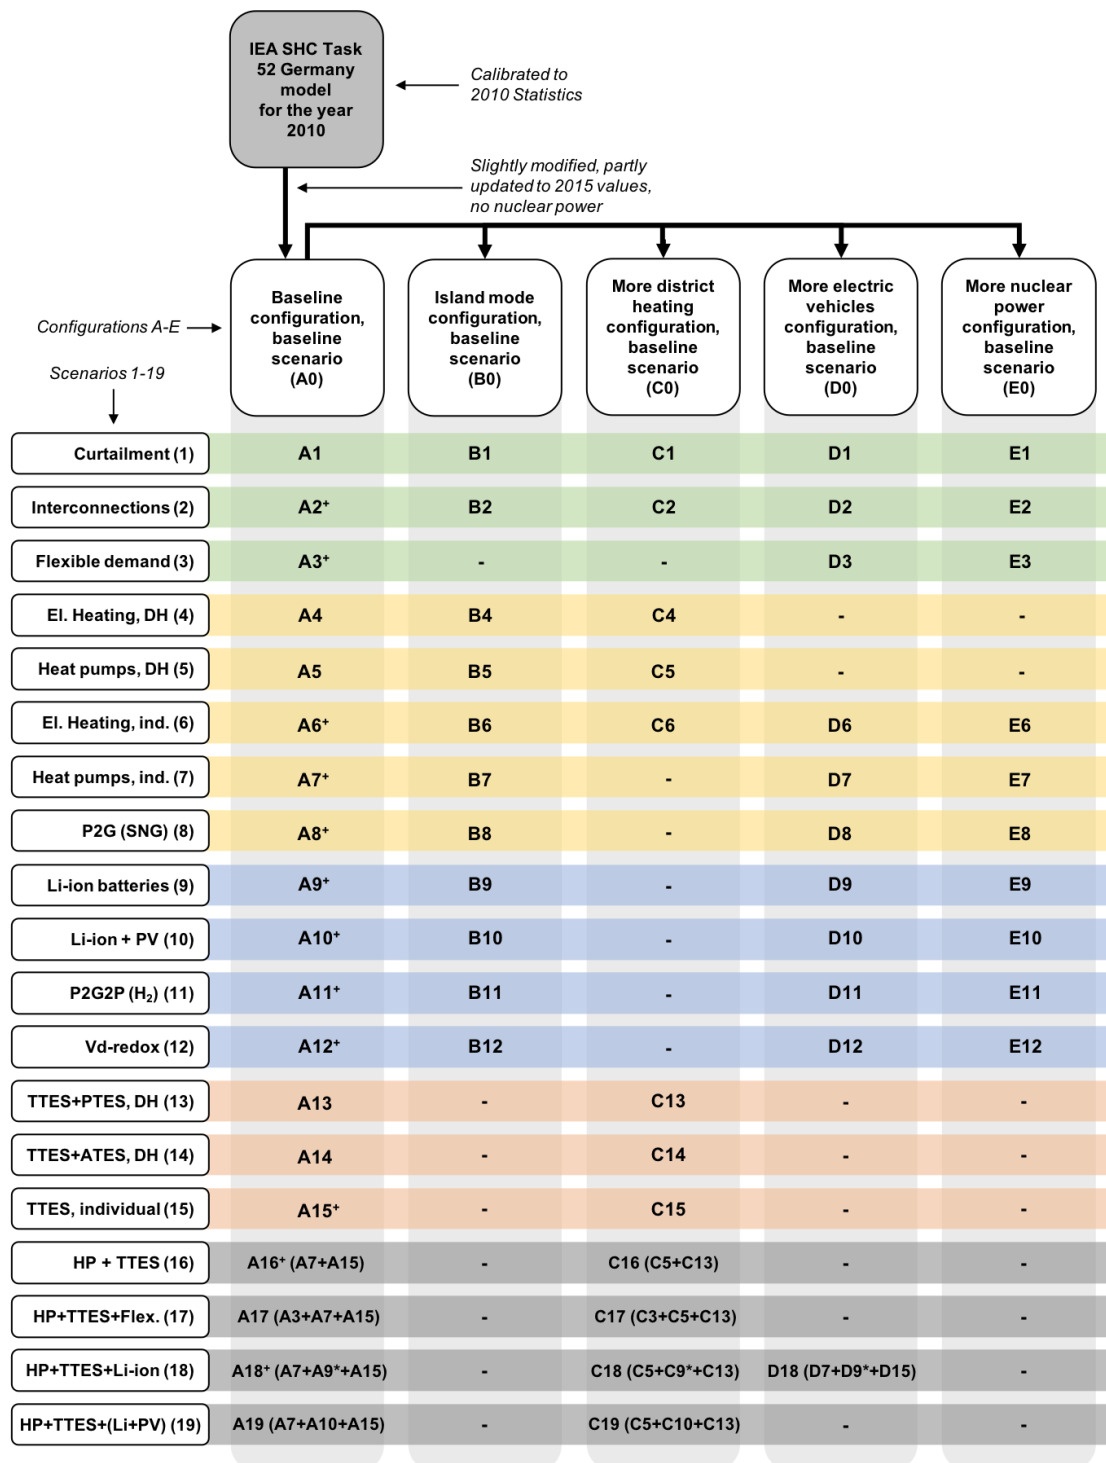 IEA SHC Task
52 Germany
model
for the year
2010
Calibrated to
2010 Statistics
Slightly modified, partly
updated to 2015 values,
no nuclear power
Baseline
configuration,
baseline
scenario
(A0)
Island mode
configuration,
baseline
scenario
(B0)
More district
heating
configuration,
baseline
scenario
(C0)
More electric
vehicles
configuration,
baseline
scenario
(D0)
More nuclear
power
configuration,
baseline
scenario
(E0)
Configurations A-E
Scenarios 1-19
Curtailment (1) A1 B1 C1 D1 E1
Interconnections (2) A2⁺ B2 C2 D2 E2
Flexible demand (3) A3⁺ - - D3 E3
El. Heating, DH (4) A4 B4 C4 - -
Heat pumps, DH (5) A5 B5 C5 - -
El. Heating, ind. (6) A6⁺ B6 C6 D6 E6
Heat pumps, ind. (7) A7⁺ B7 - D7 E7
P2G (SNG) (8) A8⁺ B8 - D8 E8
Li-ion batteries (9) A9⁺ B9 - D9 E9
Li-ion + PV (10) A10⁺ B10 - D10 E10
P2G2P (H₂) (11) A11⁺ B11 - D11 E11
Vd-redox (12) A12⁺ B12 - D12 E12
TTES+PTES, DH (13) A13 - C13 - -
TTES+ATES, DH (14) A14 - C14 - -
TTES, individual (15) A15⁺ - C15 - -
HP + TTES (16) A16⁺ (A7+A15) - C16 (C5+C13) - -
HP+TTES+Flex. (17) A17 (A3+A7+A15) - C17 (C3+C5+C13) - -
HP+TTES+Li-ion (18) A18⁺ (A7+A9*+A15) - C18 (C5+C9*+C13) D18 (D7+D9*+D15) -
HP+TTES+(Li+PV) (19) A19 (A7+A10+A15) - C19 (C5+C10+C13) - -